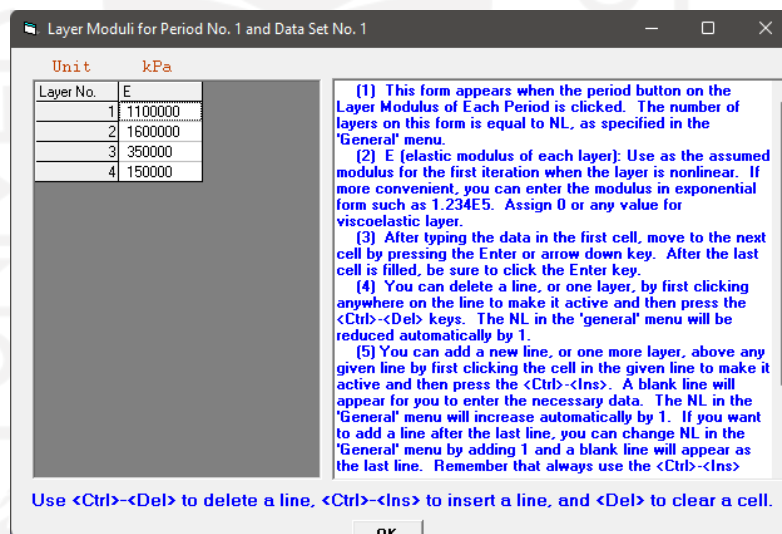 Layer Moduli for Period No. 1 and Data Set No. 1
Unit kPa
Layer No. E
1 1100000
2 1600000
3 350000
4 150000
(1) This form appears when the period button on the
Layer Modulus of Each Period is clicked. The number of
layers on this form is equal to NL, as specified in the
'General' menu.
(2) E (elastic modulus of each layer): Use as the assumed
modulus for the first iteration when the layer is nonlinear. If
more convenient, you can enter the modulus in exponential
form such as 1.234E5. Assign 0 or any value for
viscoelastic layer.
(3) After typing the data in the first cell, move to the next
cell by pressing the Enter or arrow down key. After the last
cell is filled, be sure to click the Enter key.
(4) You can delete a line, or one layer, by first clicking
anywhere on the line to make it active and then press the
<Ctrl>-<Del> keys. The NL in the 'general' menu will be
reduced automatically by 1.
(5) You can add a new line, or one more layer, above any
given line by first clicking the cell in the given line to make it
active and then press the <Ctrl>-<Ins>. A blank line will
appear for you to enter the necessary data. The NL in the
'General' menu will increase automatically by 1. If you want
to add a line after the last line, you can change NL in the
'General' menu by adding 1 and a blank line will appear as
the last line. Remember that always use the <Ctrl>-<Ins>
Use <Ctrl>-<Del> to delete a line, <Ctrl>-<Ins> to insert a line, and <Del> to clear a cell.
OK